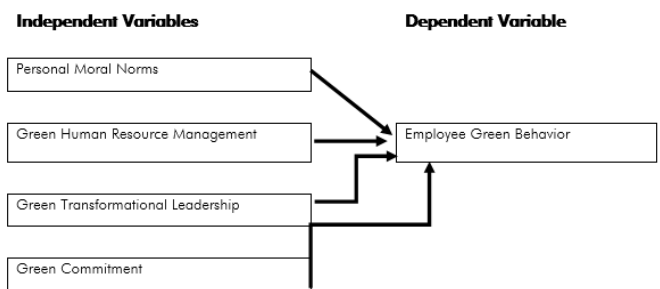 Independent Variables
Dependent Variable
Personal Moral Norms
Green Human Resource Management
Employee Green Behavior
Green Transformational Leadership
Green Commitment